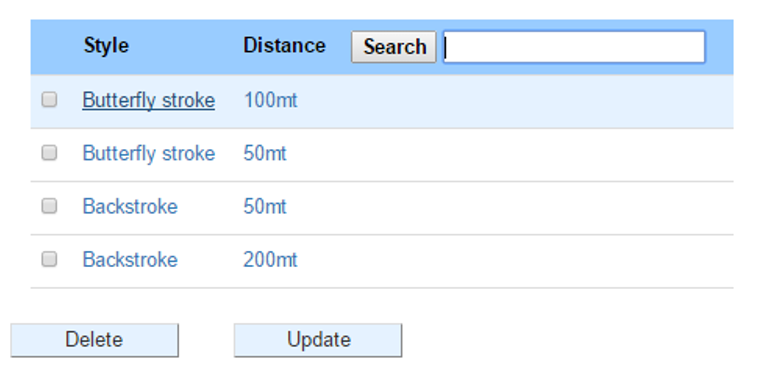 Style Distance Search
Butterfly stroke 100mt
Butterfly stroke 50mt
Backstroke 50mt
Backstroke 200mt
Delete Update